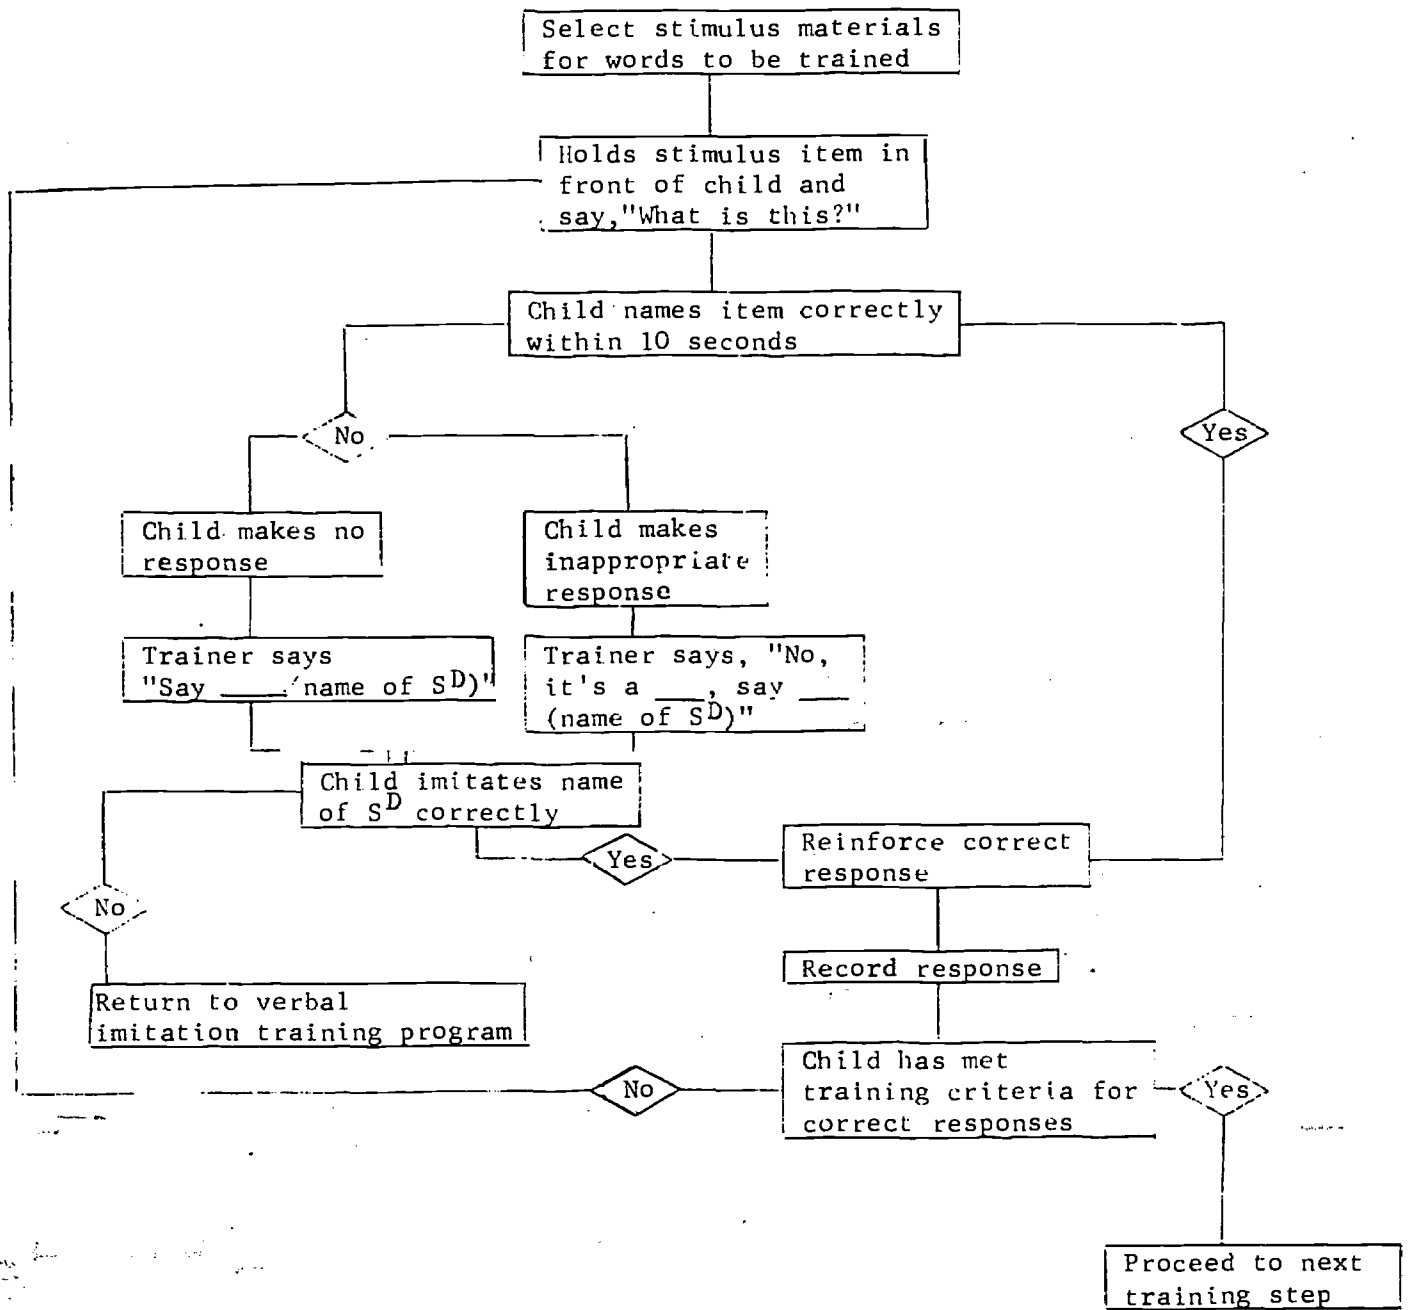 Select stimulus materials
for words to be trained
Holds stimulus item in
front of child and
say,"What is this?"
Child names item correctly
within 10 seconds
No
Yes
Child makes no
response
Child makes
inappropriate
response
Trainer says
"Say ____(name of S^D)"
Trainer says, "No,
it's a ___, say ___
(name of S^D)"
Child imitates name
of S^D correctly
Yes
Reinforce correct
response
No
Record response
Return to verbal
imitation training program
Child has met
training criteria for
correct responses
No
Yes
Proceed to next
training step